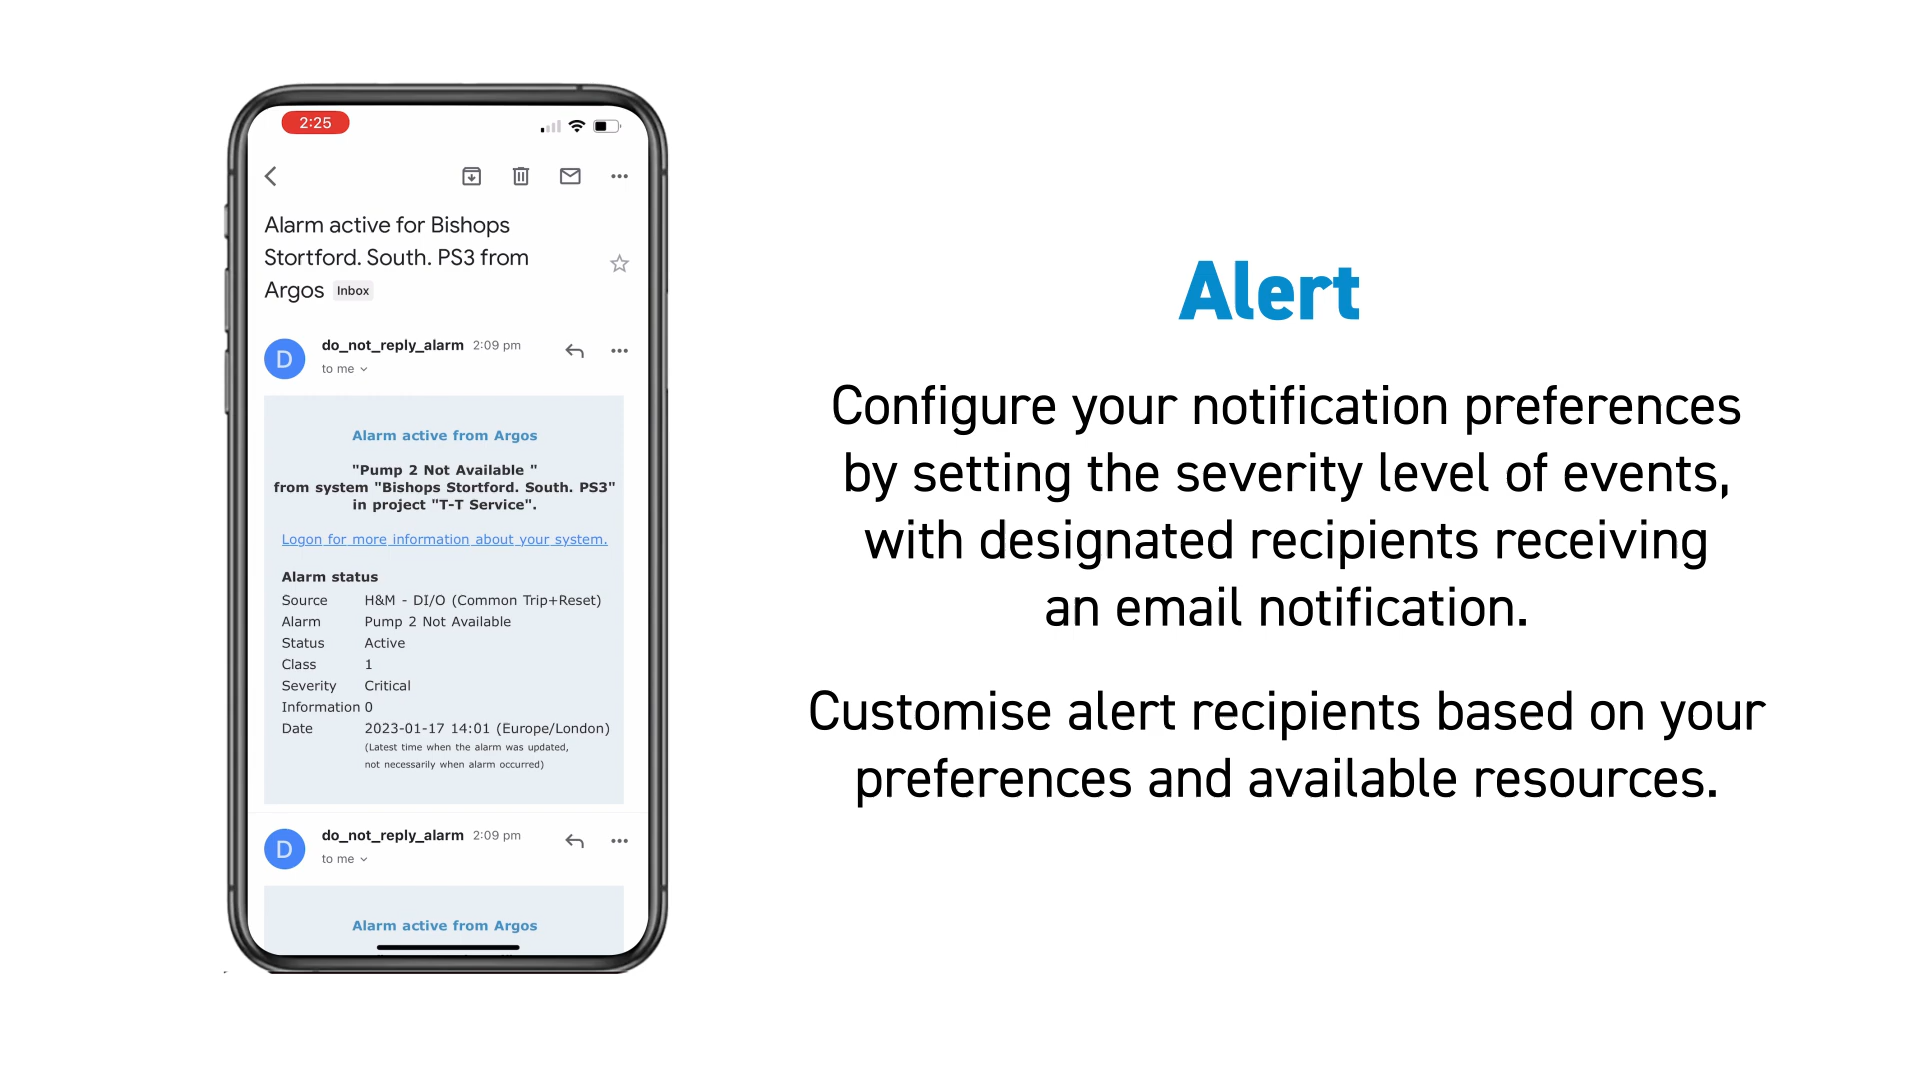 2:25
Alarm active for Bishops
Stortford. South. PS3 from
Argos Inbox
D
do_not_reply_alarm 2:09 pm
to me
Alarm active from Argos
"Pump 2 Not Available "
from system "Bishops Stortford. South. PS3"
in project "T-T Service".
Logon for more information about your system.
Alarm status
Source H&M - DI/O (Common Trip+Reset)
Alarm Pump 2 Not Available
Status Active
Class 1
Severity Critical
Information 0
Date 2023-01-17 14:01 (Europe/London)
(Latest time when the alarm was updated,
not necessarily when alarm occurred)
D
do_not_reply_alarm 2:09 pm
to me
Alarm active from Argos
Alert
Configure your notification preferences
by setting the severity level of events,
with designated recipients receiving
an email notification.
Customise alert recipients based on your
preferences and available resources.